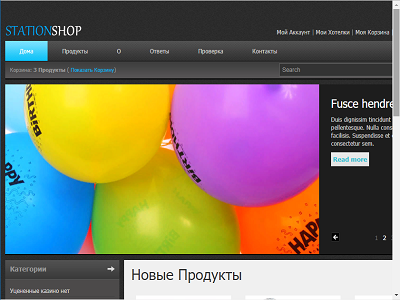 STATIONSHOP
Мой Аккаунт | Мои Хотелки | Моя Корзина |
Дома Продукты О Ответы Проверка Контакты
Корзина: 3 Продукты ( Показать Корзину)
Search
BIRTH
HAPPY
HAPPY
Fusce hendre
Duis dignissim tincidunt
pellentesque. Nulla cons
facilisis. Suspendisse et
consectetur sem.
Read more
1 2
Категории
Новые Продукты
Уцененные казино нет